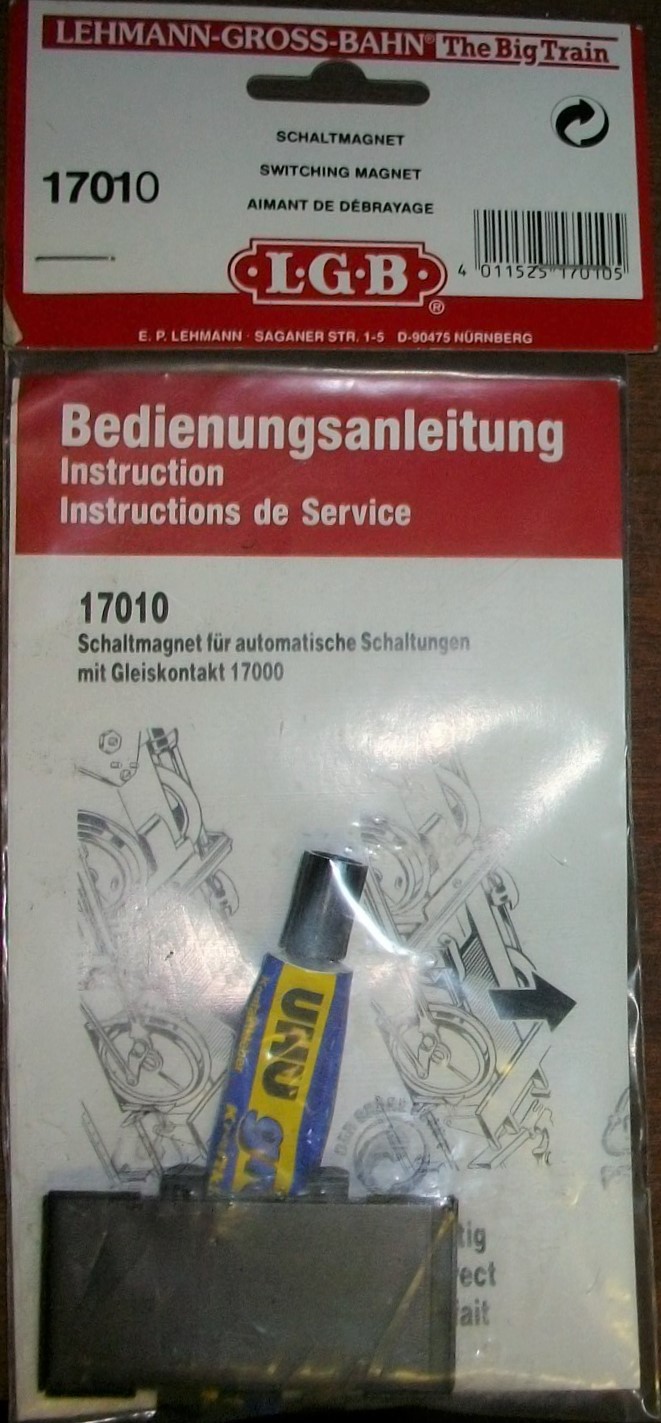 LEHMANN-GROSS-BAHN® The Big Train
SCHALTMAGNET
SWITCHING MAGNET
AIMANT DE DÉBRAYAGE
17010
L·G·B
®
4 011525 170105
E. P. LEHMANN · SAGANER STR. 1-5 D-90475 NÜRNBERG
Bedienungsanleitung
Instruction
Instructions de Service
17010
Schaltmagnet für automatische Schaltungen
mit Gleiskontakt 17000
UHU
tig
rect
fait